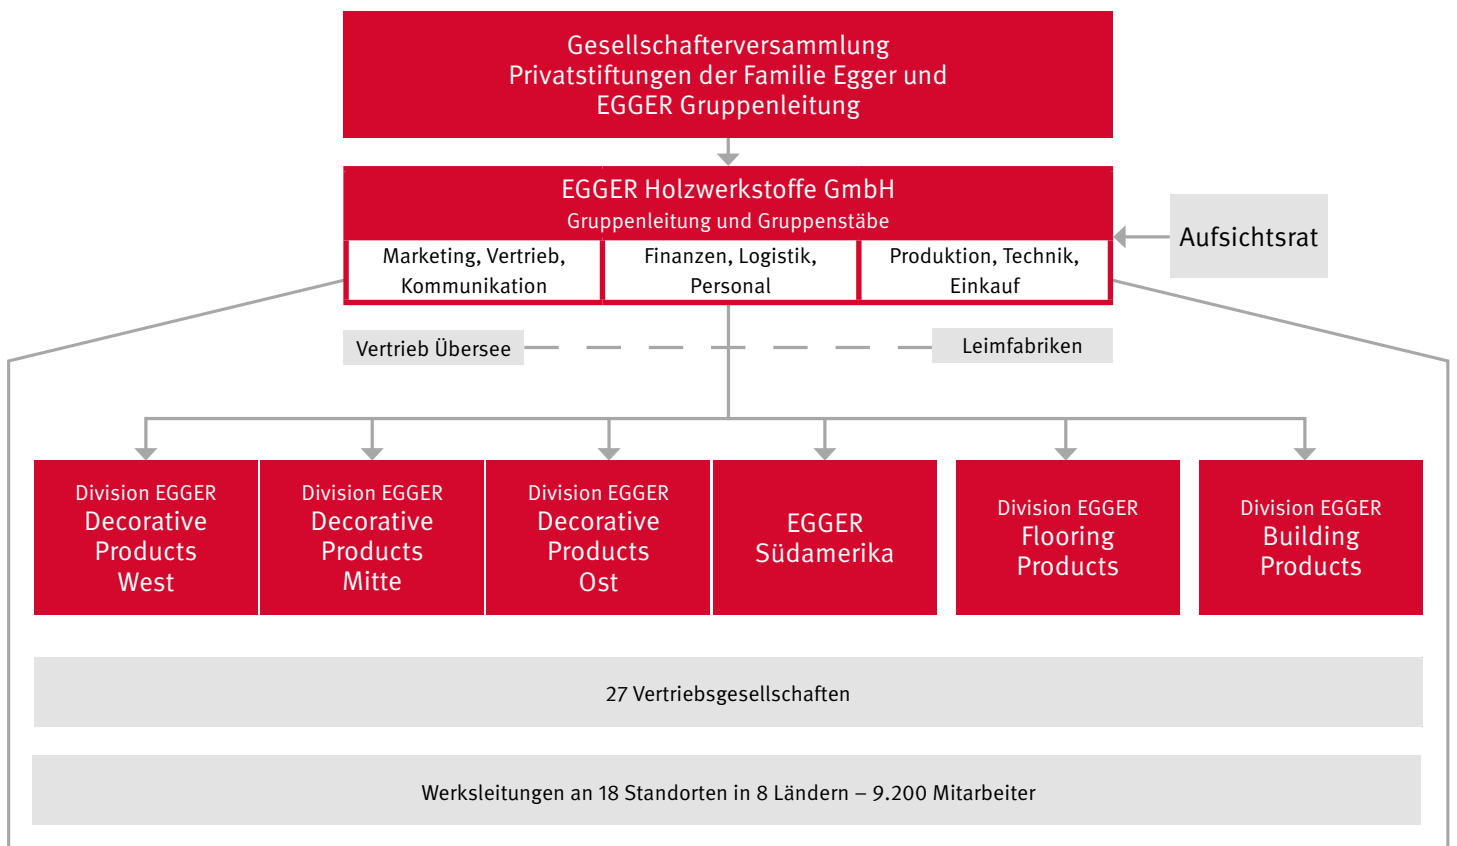 Gesellschafterversammlung
Privatstiftungen der Familie Egger und
EGGER Gruppenleitung
EGGER Holzwerkstoffe GmbH
Gruppenleitung und Gruppenstäbe
Marketing, Vertrieb,
Kommunikation
Finanzen, Logistik,
Personal
Produktion, Technik,
Einkauf
Aufsichtsrat
Vertrieb Übersee
Leimfabriken
Division EGGER
Decorative
Products
West
Division EGGER
Decorative
Products
Mitte
Division EGGER
Decorative
Products
Ost
EGGER
Südamerika
Division EGGER
Flooring
Products
Division EGGER
Building
Products
27 Vertriebsgesellschaften
Werksleitungen an 18 Standorten in 8 Ländern – 9.200 Mitarbeiter